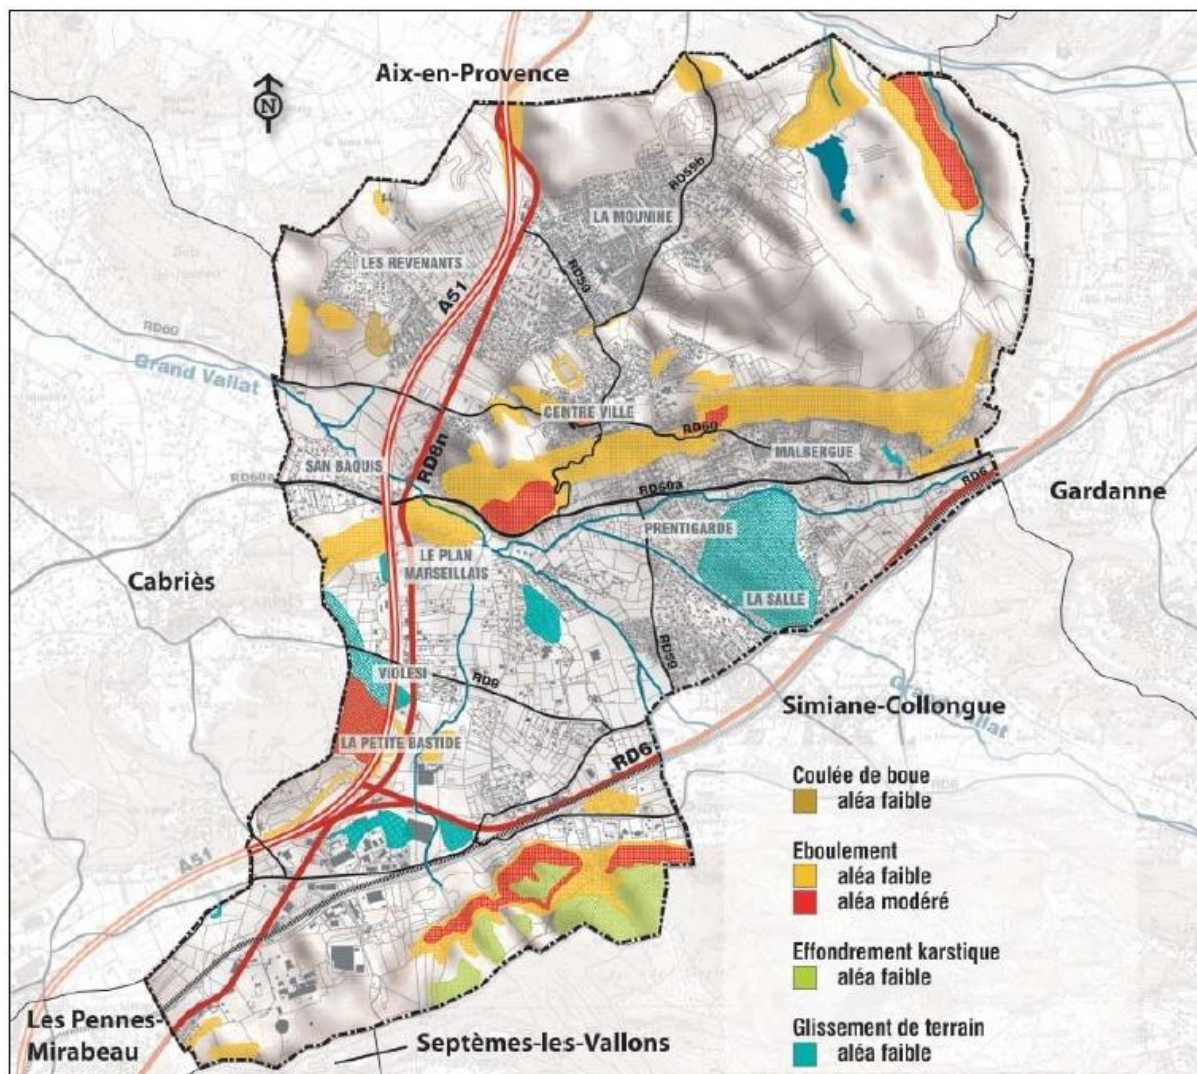 Aix-en-Provence
N
RD59b
LA MOUNINE
LES REVENANTS
A51
RD59
RD60
Grand Vallat
RD8n
CENTRE VILLE
RD60
SAN BAQUIS
MALBERGUE
RD60a
RD60a
RD6
Gardanne
PRENTIGARDE
LE PLAN
MARSEILLAIS
Cabriès
LA SALLE
RD59
VIOLESI
RD8
Simiane-Collongue
LA PETITE BASTIDE
RD6
A51
Coulée de boue
aléa faible
Eboulement
aléa faible
aléa modéré
Effondrement karstique
aléa faible
Glissement de terrain
aléa faible
Les Pennes-
Mirabeau
Septèmes-les-Vallons